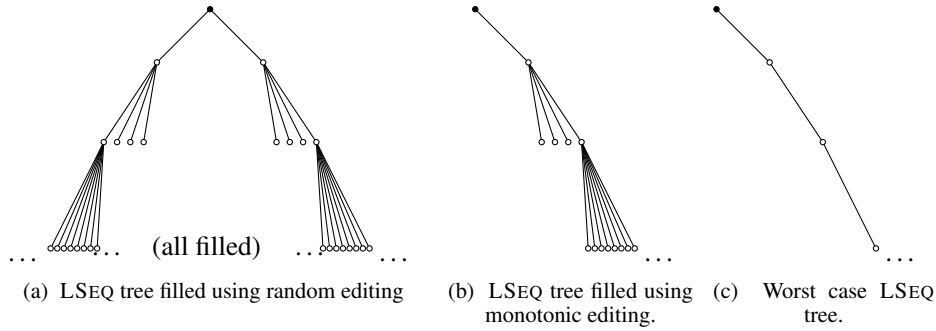 ... ... (all filled) ... ... ... ...
(a) LSEQ tree filled using random editing
(b) LSEQ tree filled using
monotonic editing.
(c) Worst case LSEQ
tree.